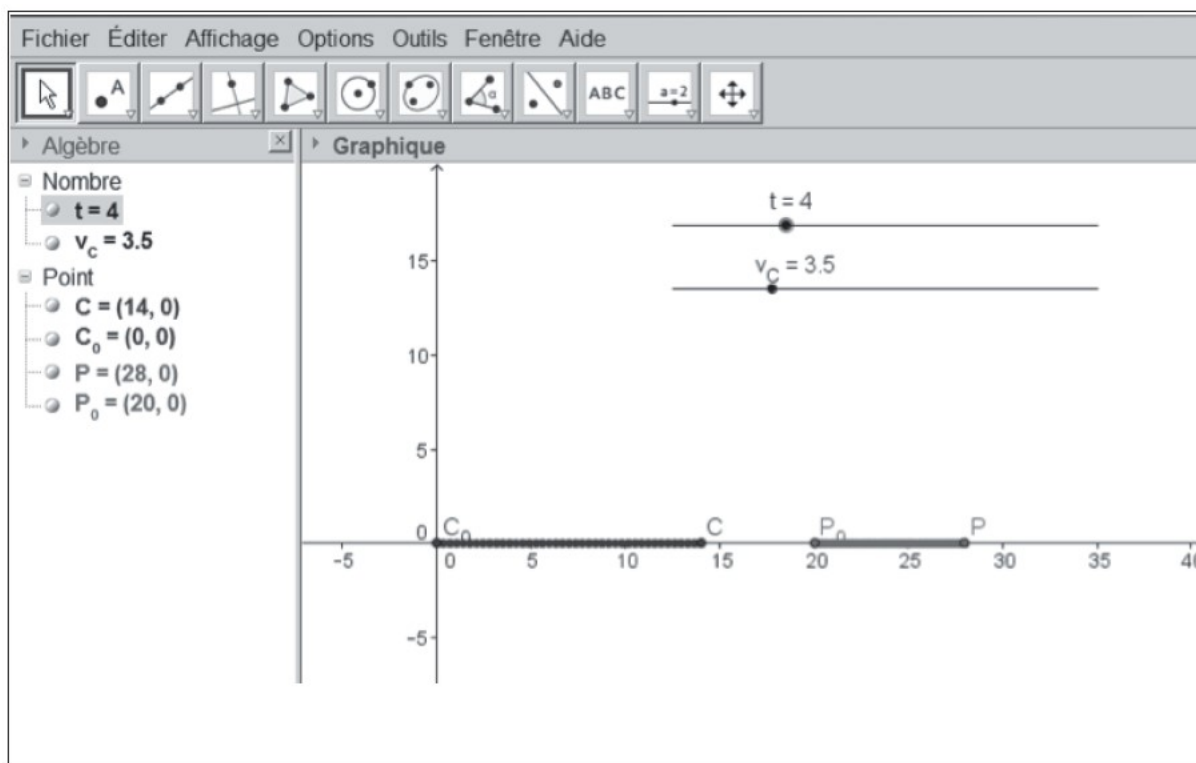 Fichier Éditer Affichage Options Outils Fenêtre Aide
A α ABC a=2
Algèbre
Graphique
Nombre
t = 4
v_C = 3.5
Point
C = (14, 0)
C_0 = (0, 0)
P = (28, 0)
P_0 = (20, 0)
t = 4
v_C = 3.5
15
10
5
0
C_0 C P_0 P
-5 0 5 10 15 20 25 30 35 40
-5